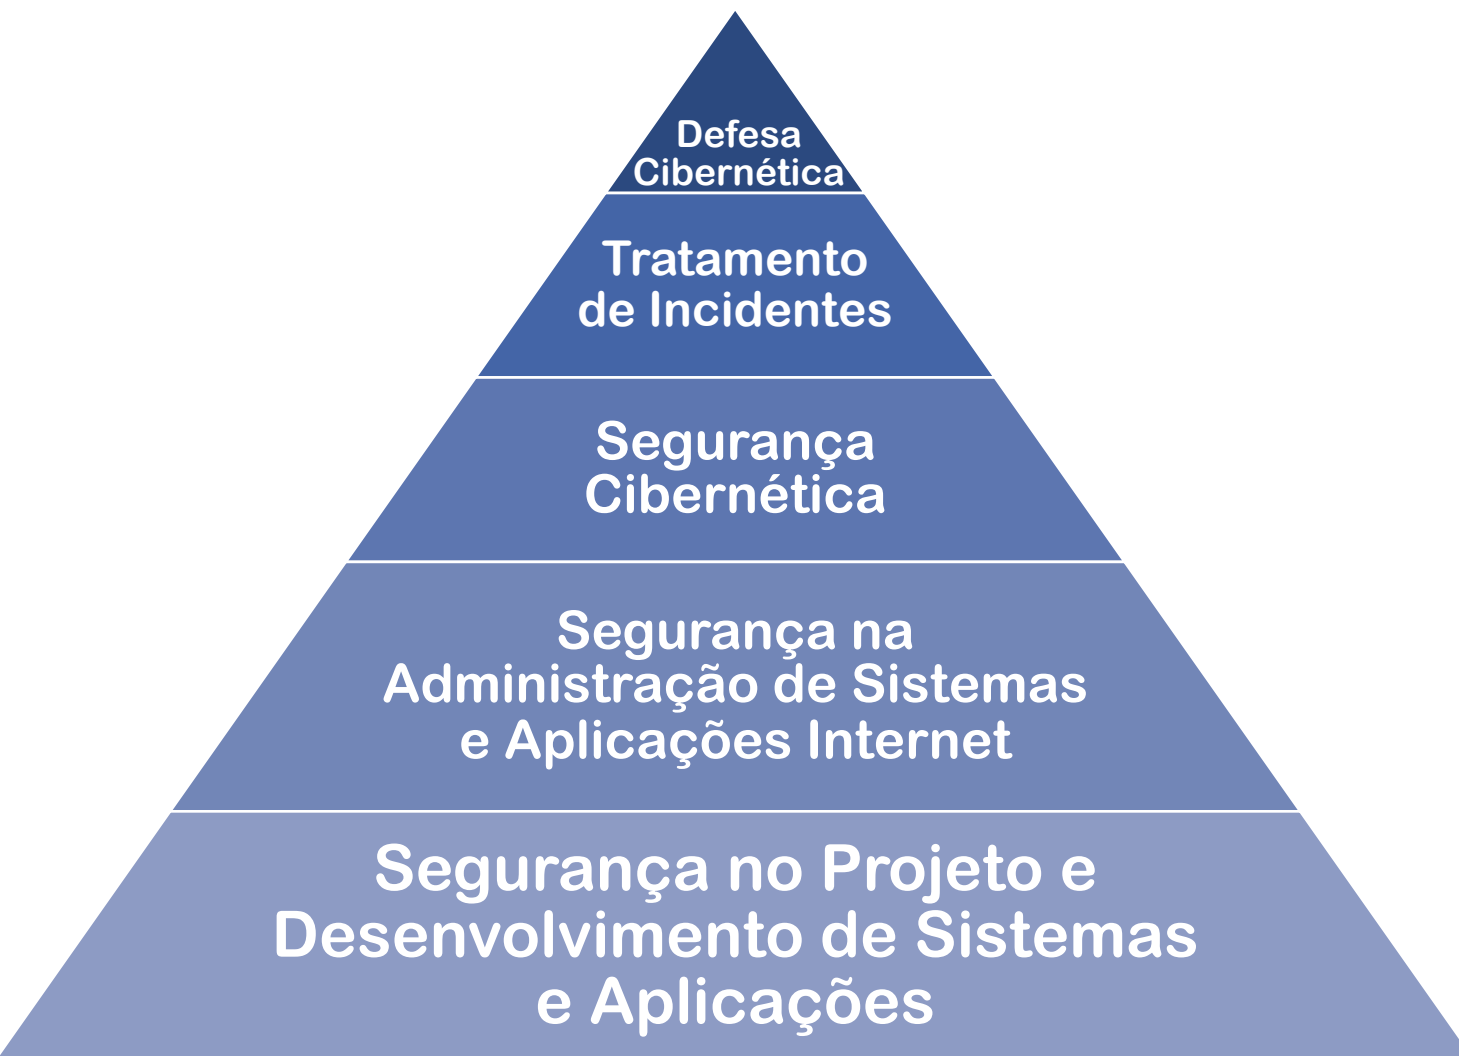 Defesa
Cibernética
Tratamento
de Incidentes
Segurança
Cibernética
Segurança na
Administração de Sistemas
e Aplicações Internet
Segurança no Projeto e
Desenvolvimento de Sistemas
e Aplicações